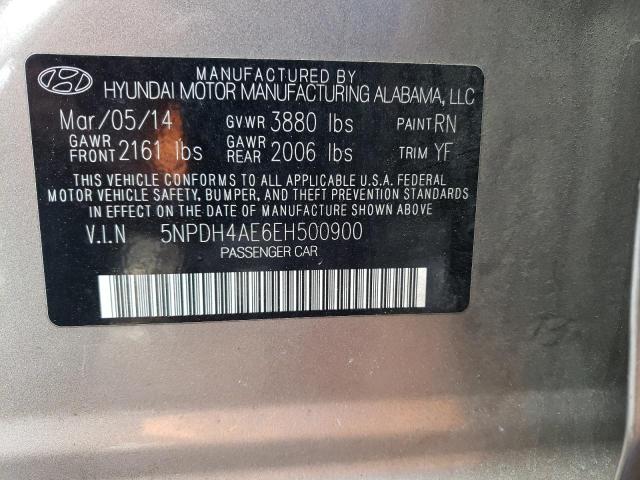 MANUFACTURED BY
HYUNDAI MOTOR MANUFACTURING ALABAMA, LLC
Mar/05/14 GVWR 3880 lbs PAINT RN
GAWR FRONT 2161 lbs GAWR REAR 2006 lbs TRIM YF
THIS VEHICLE CONFORMS TO ALL APPLICABLE U.S.A. FEDERAL
MOTOR VEHICLE SAFETY, BUMPER, AND THEFT PREVENTION STANDARDS
IN EFFECT ON THE DATE OF MANUFACTURE SHOWN ABOVE.
V.I.N 5NPDH4AE6EH500900
PASSENGER CAR